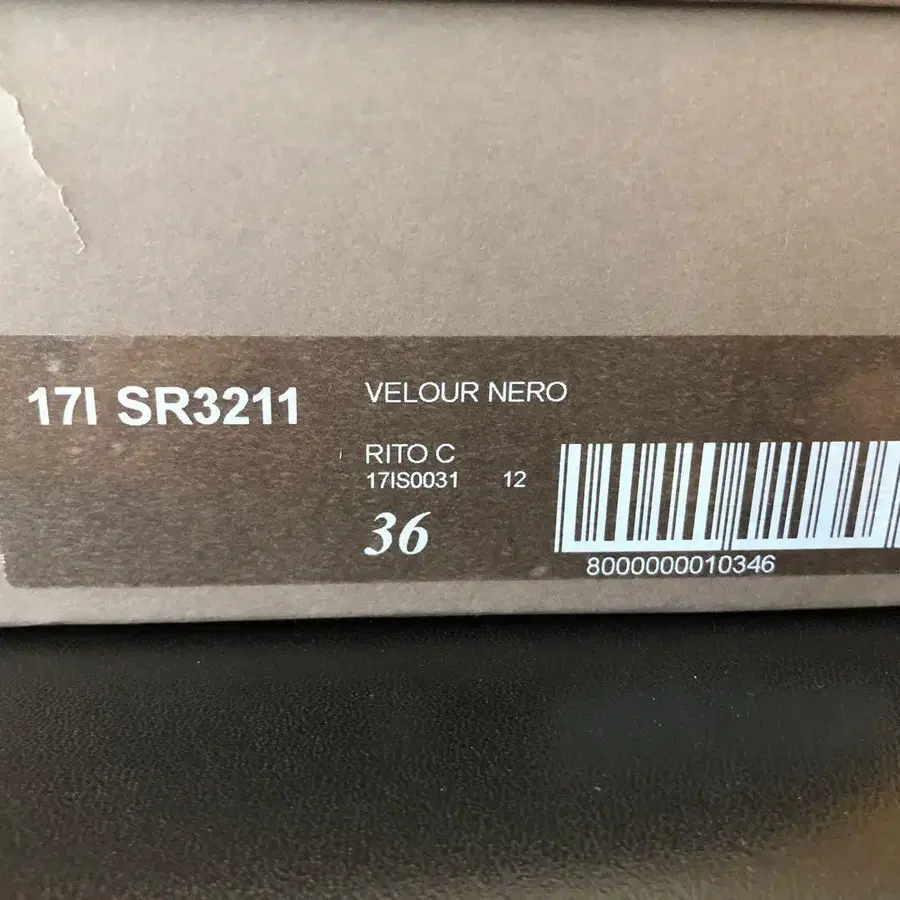 17I SR3211
VELOUR NERO
RITO C
17IS0031 12
36
8000000010346